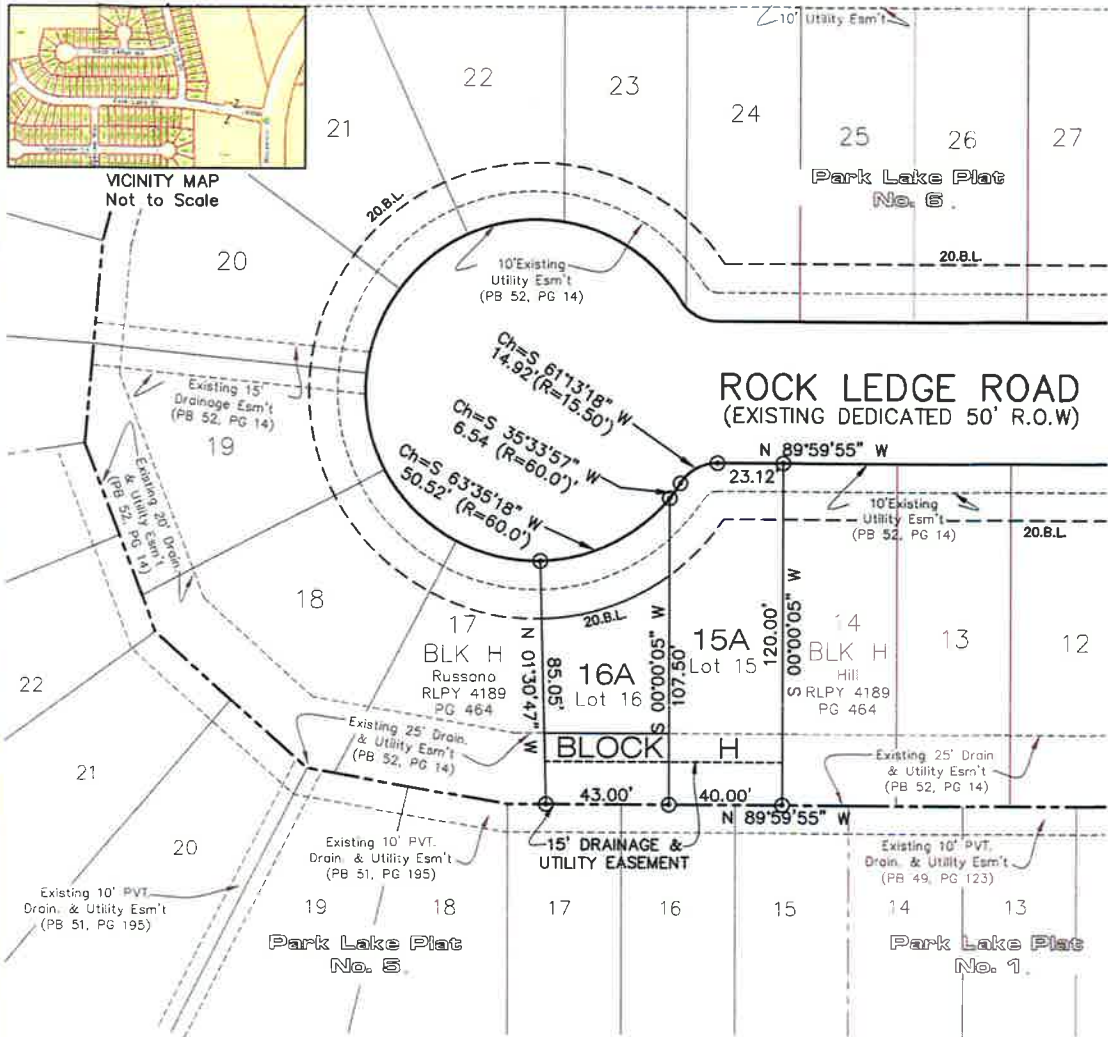 VICINITY MAP
Not to Scale
10' Utility Esm't
22
23
24
25
26
27
21
Park Lake Plat
No. 6
20.B.L.
20
10'Existing
Utility Esm't
(PB 52, PG 14)
20.B.L.
Existing 15'
Drainage Esm't
(PB 52, PG 14)
19
Ch=S 61°13'18" W
14.92'(R=15.50')
Ch=S 35°33'57" W
6.54 (R=60.0')'
Ch=S 63°35'18" W
50.52' (R=60.0')
ROCK LEDGE ROAD
(EXISTING DEDICATED 50' R.O.W)
N 89°59'55" W
23.12'
10'Existing
Utility Esm't
(PB 52, PG 14)
20.B.L.
Existing 20' Drain.
& Utility Esm't
(PB 52, PG 14)
18
17
BLK H
Russano
RLPY 4189
PG 464
20.B.L.
N 01°30'47" W
85.05'
16A
Lot 16
S 00°00'05" W
107.50'
15A
Lot 15
120.00'
S 00°00'05" W
14
BLK H
Hill
RLPY 4189
PG 464
13
12
22
Existing 25' Drain.
& Utility Esm't
(PB 52, PG 14)
BLOCK H
Existing 25' Drain
& Utility Esm't
(PB 52, PG 14)
21
43.00'
40.00'
N 89°59'55" W
15' DRAINAGE &
UTILITY EASEMENT
20
Existing 10' PVT.
Drain. & Utility Esm't
(PB 51, PG 195)
Existing 10' PVT.
Drain. & Utility Esm't
(PB 49, PG 123)
Existing 10' PVT.
Drain. & Utility Esm't
(PB 51, PG 195)
19
18
17
16
15
14
13
Park Lake Plat
No. 5
Park Lake Plat
No. 1